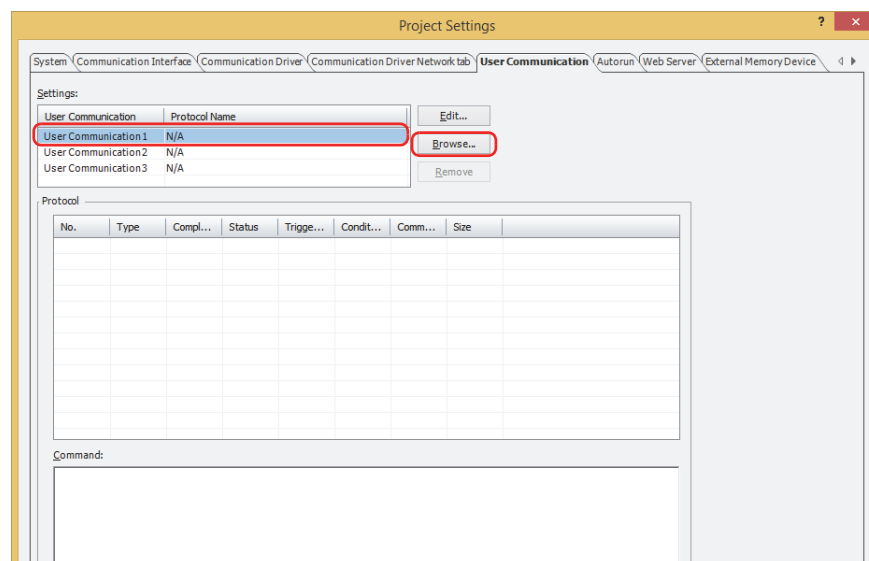 Project Settings
? ×
System Communication Interface Communication Driver Communication Driver Network tab User Communication Autorun Web Server External Memory Device
Settings:
User Communication Protocol Name
Edit...
User Communication1 N/A
Browse...
User Communication2 N/A
User Communication3 N/A
Remove
Protocol
No. Type Compl... Status Trigge... Condit... Comm... Size
Command: